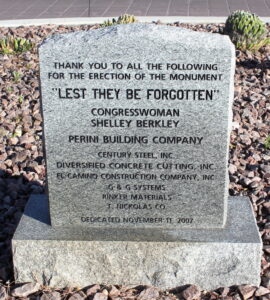 THANK YOU TO ALL THE FOLLOWING
FOR THE ERECTION OF THE MONUMENT
"LEST THEY BE FORGOTTEN"
CONGRESSWOMAN
SHELLEY BERKLEY
PERINI BUILDING COMPANY
CENTURY STEEL, INC.
DIVERSIFIED CONCRETE CUTTING, INC.
EL CAMINO CONSTRUCTION COMPANY, INC.
G & G SYSTEMS
RINKER MATERIALS
T. NICKOLAS CO.
DEDICATED NOVEMBER 11, 2007